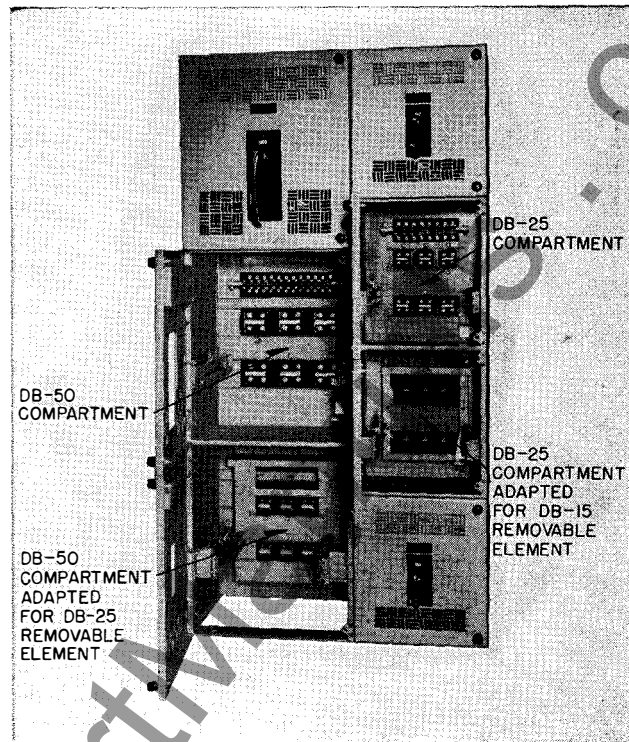 DB-25
COMPARTMENT
DB-50
COMPARTMENT
DB-25
COMPARTMENT
ADAPTED
FOR DB-15
REMOVABLE
ELEMENT
DB-50
COMPARTMENT
ADAPTED
FOR DB-25
REMOVABLE
ELEMENT